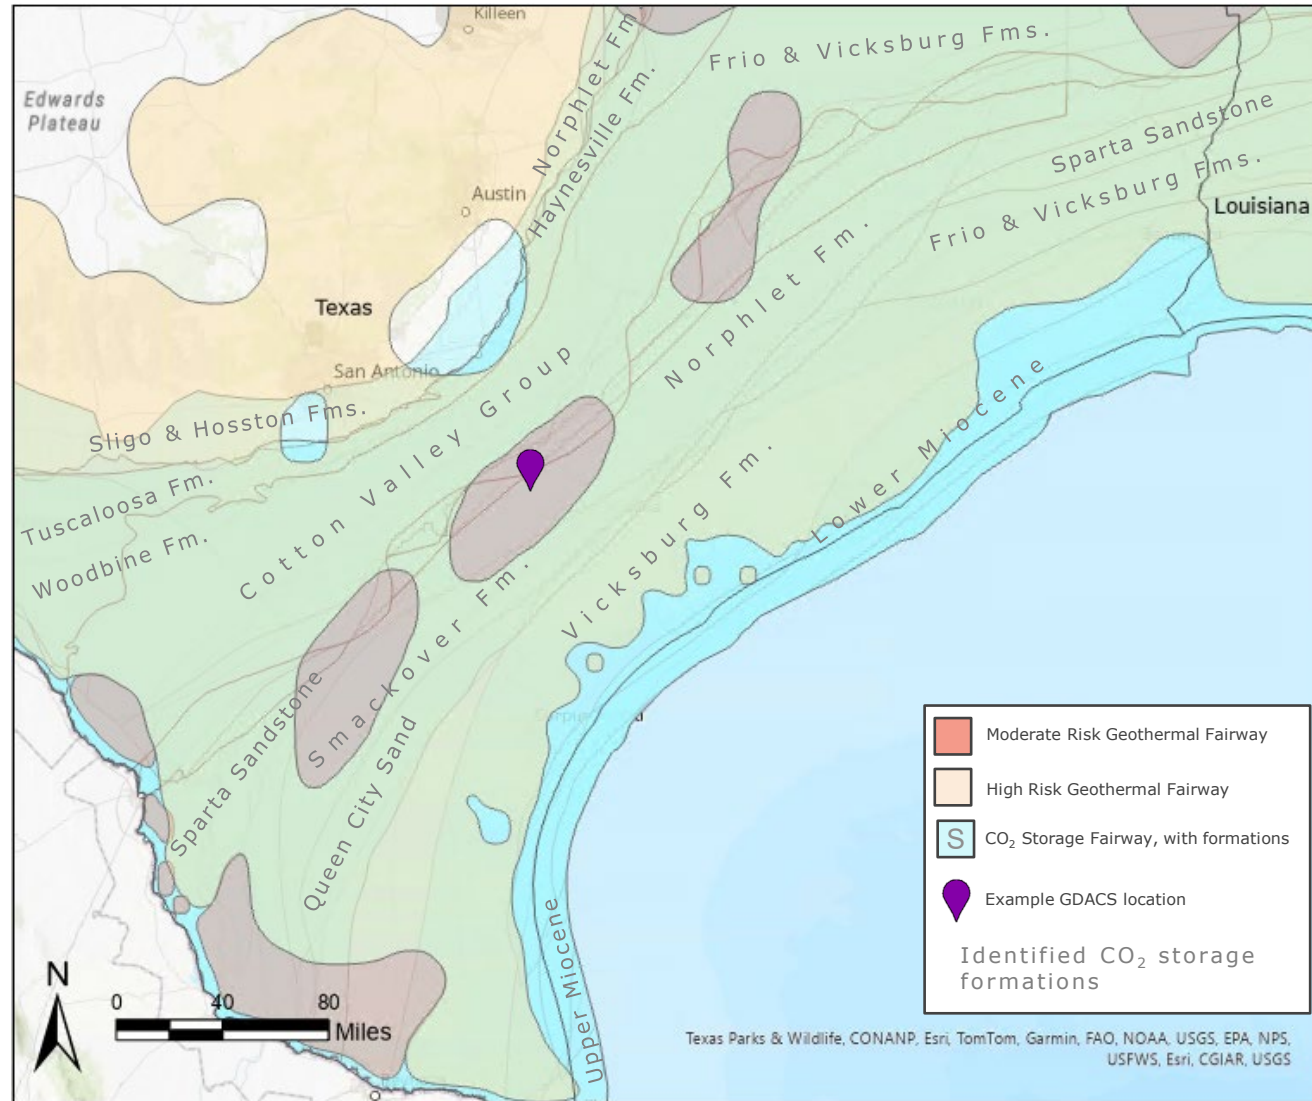 Killeen
Edwards
Plateau
Norphlet Fm.
Haynesville Fm.
Frio & Vicksburg Fms.
Sparta Sandstone
Frio & Vicksburg Fms.
Louisiana
Austin
Texas
San Antonio
Sligo & Hosston Fms.
Tuscaloosa Fm.
Woodbine Fm.
Cotton Valley Group
Norphlet Fm.
Lower Miocene
Vicksburg Fm.
Smackover Fm.
Sparta Sandstone
Queen City Sand
Upper Miocene
Moderate Risk Geothermal Fairway
High Risk Geothermal Fairway
S CO₂ Storage Fairway, with formations
Example GDACS location
Identified CO₂ storage
formations
N
0 40 80
Miles
Texas Parks & Wildlife, CONANP, Esri, TomTom, Garmin, FAO, NOAA, USGS, EPA, NPS,
USFWS, Esri, CGIAR, USGS